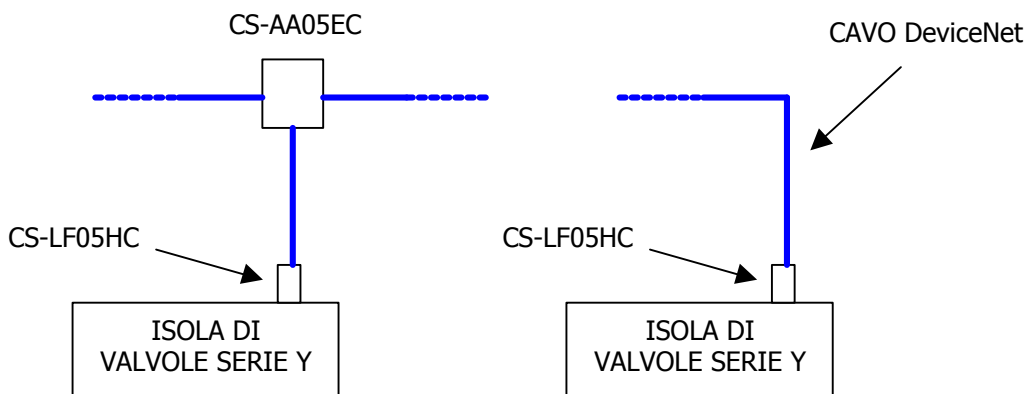 CS-AA05EC
CAVO DeviceNet
CS-LF05HC
CS-LF05HC
ISOLA DI
VALVOLE SERIE Y
ISOLA DI
VALVOLE SERIE Y